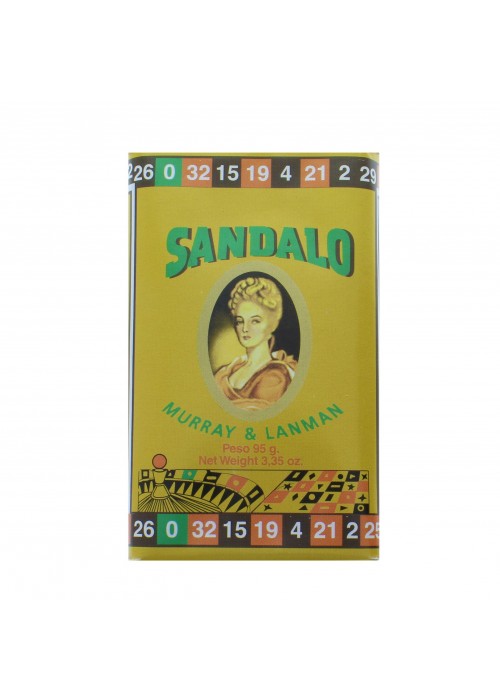 26 0 32 15 19 4 21 2 29
SANDALO
MURRAY & LANMAN
Peso 95 g.
Net Weight 3,35 oz.
26 0 32 15 19 4 21 2 25